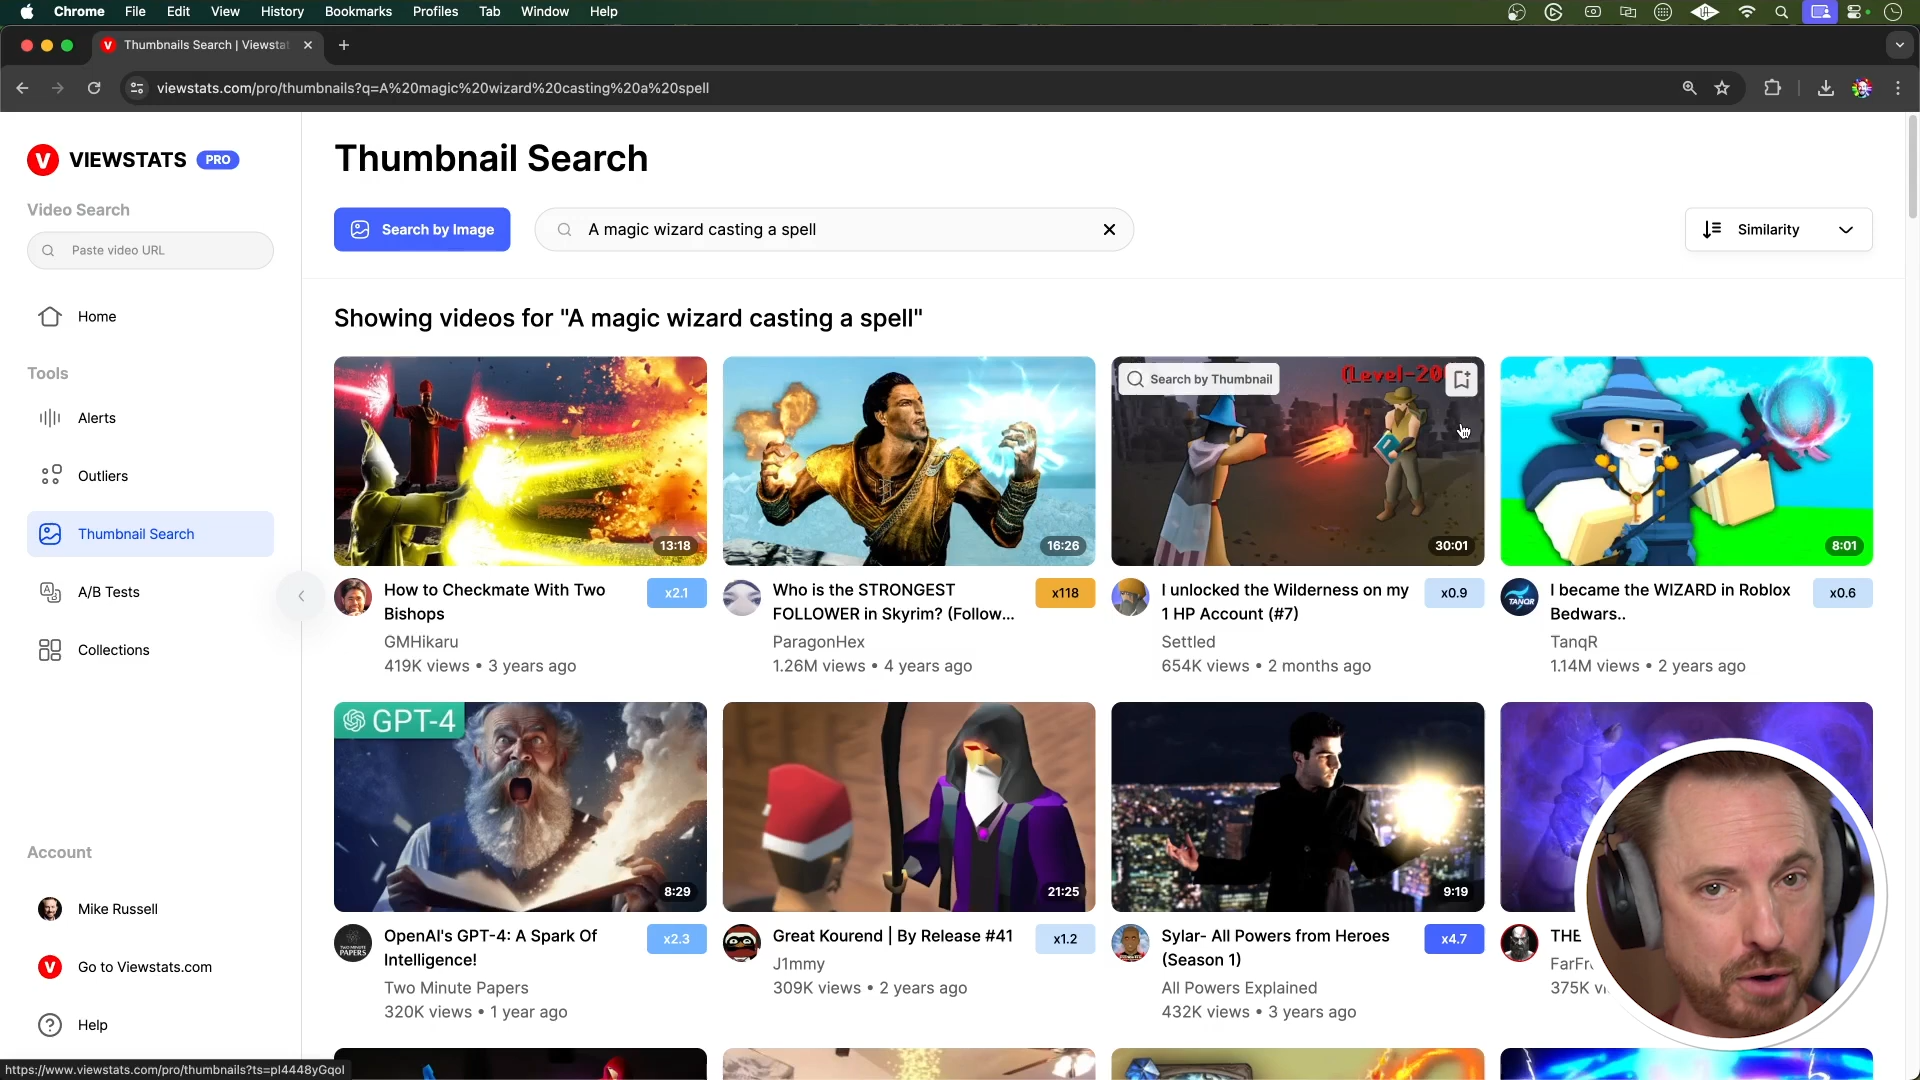 Chrome File Edit View History Bookmarks Profiles Tab Window Help
Thumbnails Search | Viewstat
viewstats.com/pro/thumbnails?q=A%20magic%20wizard%20casting%20a%20spell
VIEWSTATS PRO
Video Search
Paste video URL
Home
Tools
Alerts
Outliers
Thumbnail Search
A/B Tests
Collections
Account
Mike Russell
Go to Viewstats.com
Help
https://www.viewstats.com/pro/thumbnails?ts=pl4448yGqoI
Thumbnail Search
Search by Image
A magic wizard casting a spell
Similarity
Showing videos for "A magic wizard casting a spell"
13:18
How to Checkmate With Two
Bishops
x2.1
GMHikaru
419K views • 3 years ago
16:26
Who is the STRONGEST
FOLLOWER in Skyrim? (Follow...
x118
ParagonHex
1.26M views • 4 years ago
Search by Thumbnail
(Level-20
30:01
I unlocked the Wilderness on my
1 HP Account (#7)
x0.9
Settled
654K views • 2 months ago
8:01
TANQR
I became the WIZARD in Roblox
Bedwars..
x0.6
TanqR
1.14M views • 2 years ago
GPT-4
8:29
TWO MINUTE
PAPERS
OpenAI's GPT-4: A Spark Of
Intelligence!
x2.3
Two Minute Papers
320K views • 1 year ago
21:25
Great Kourend | By Release #41
x1.2
J1mmy
309K views • 2 years ago
9:19
Sylar- All Powers from Heroes
(Season 1)
x4.7
All Powers Explained
432K views • 3 years ago
THE
FarFr
375K vi